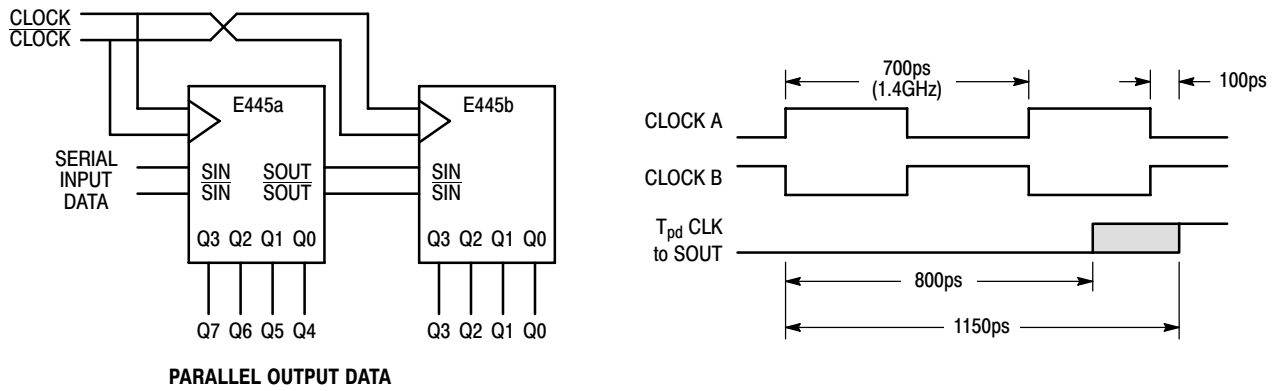 CLOCK
CLOCK
E445a
E445b
SERIAL
INPUT
DATA
SIN
SIN
SOUT
SOUT
SIN
SIN
Q3 Q2 Q1 Q0
Q3 Q2 Q1 Q0
Q7 Q6 Q5 Q4
Q3 Q2 Q1 Q0
PARALLEL OUTPUT DATA
700ps
(1.4GHz)
100ps
CLOCK A
CLOCK B
Tpd CLK
to SOUT
800ps
1150ps